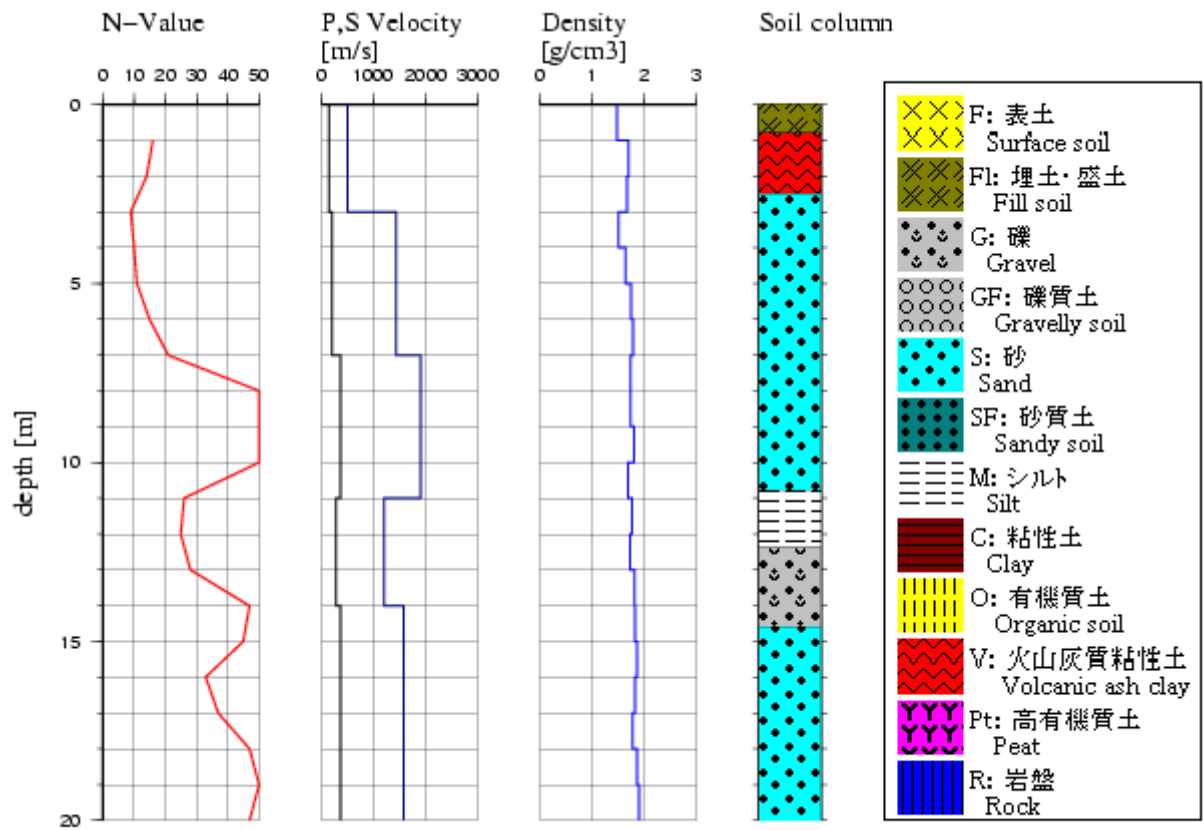 N-Value
P,S Velocity
[m/s]
Density
[g/cm3]
Soil column
0 10 20 30 40 50
0 1000 2000 3000
0 1 2 3
depth [m]
0
5
10
15
20
F: 表土
Surface soil
Fl: 埋土・盛土
Fill soil
G: 礫
Gravel
GF: 礫質土
Gravelly soil
S: 砂
Sand
SF: 砂質土
Sandy soil
M: シルト
Silt
C: 粘性土
Clay
O: 有機質土
Organic soil
V: 火山灰質粘性土
Volcanic ash clay
Pt: 高有機質土
Peat
R: 岩盤
Rock